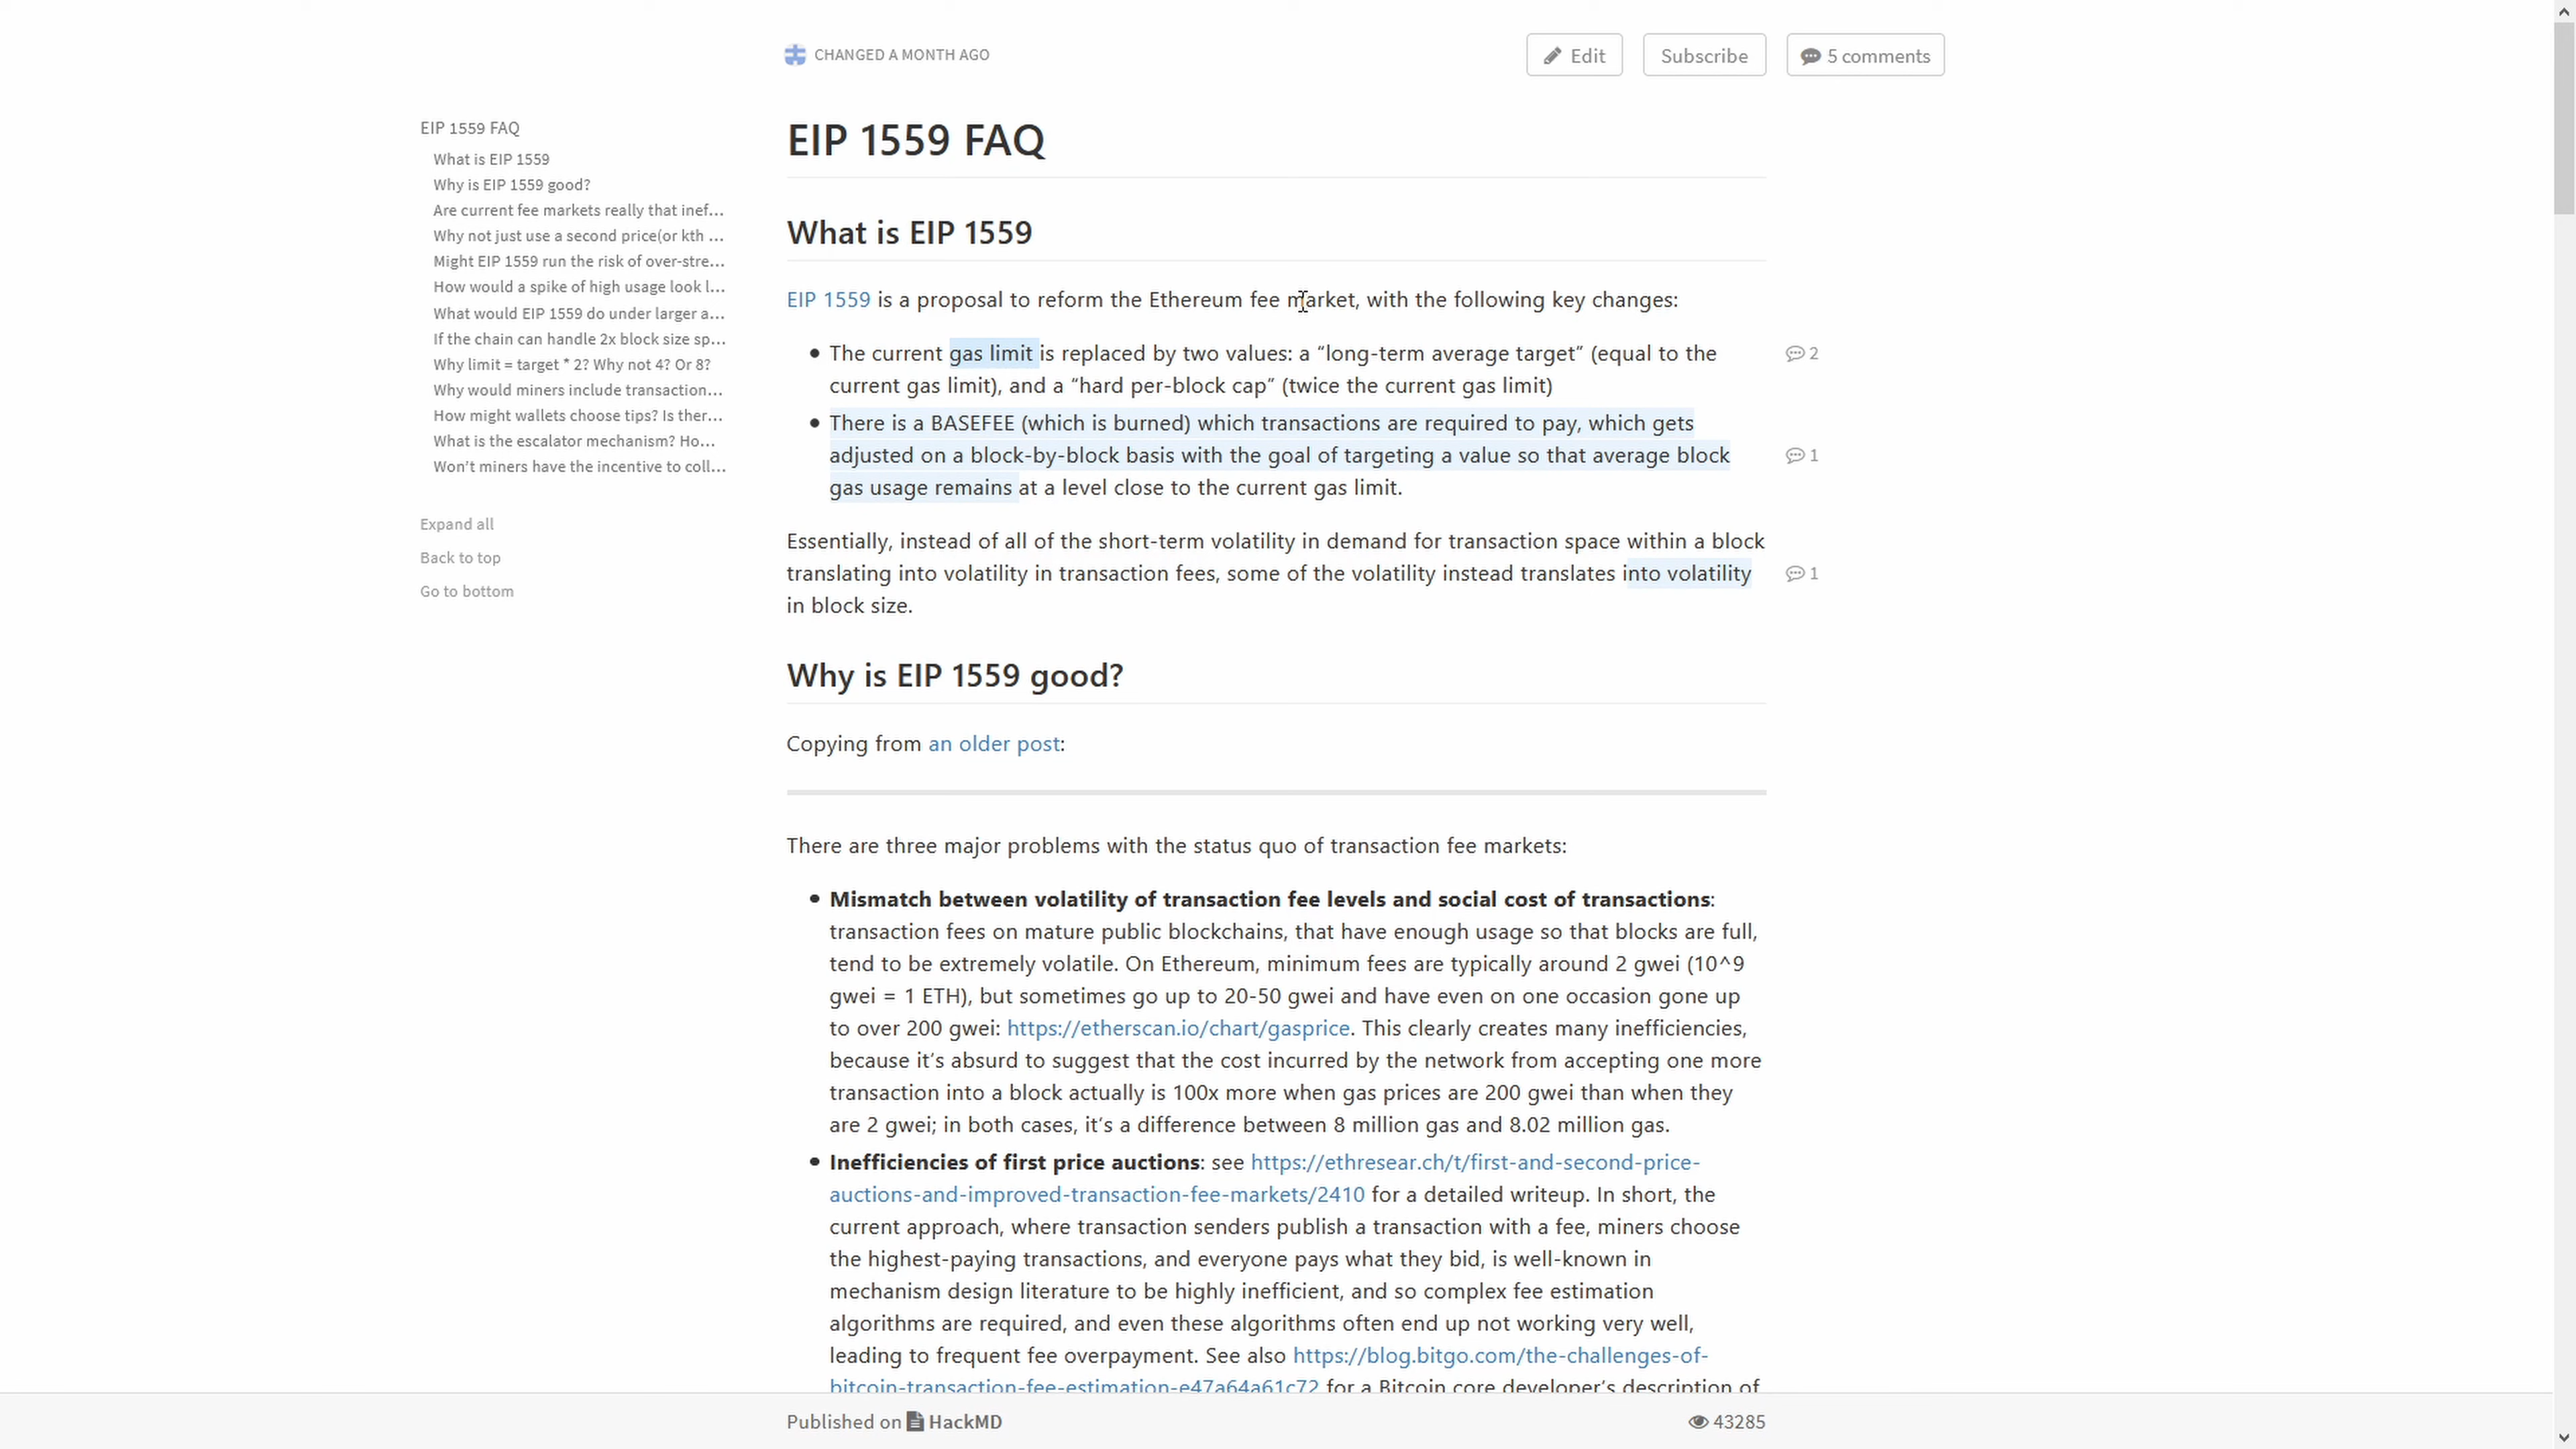 CHANGED A MONTH AGO
Edit
Subscribe
5 comments
EIP 1559 FAQ
What is EIP 1559
Why is EIP 1559 good?
Are current fee markets really that inef...
Why not just use a second price(or kth ...
Might EIP 1559 run the risk of over-stre...
How would a spike of high usage look l...
What would EIP 1559 do under larger a...
If the chain can handle 2x block size sp...
Why limit = target * 2? Why not 4? Or 8?
Why would miners include transaction...
How might wallets choose tips? Is ther...
What is the escalator mechanism? Ho...
Won’t miners have the incentive to coll...
Expand all
Back to top
Go to bottom
EIP 1559 FAQ
What is EIP 1559
EIP 1559 is a proposal to reform the Ethereum fee market, with the following key changes:
The current gas limit is replaced by two values: a “long-term average target” (equal to the
current gas limit), and a “hard per-block cap” (twice the current gas limit)
2
There is a BASEFEE (which is burned) which transactions are required to pay, which gets
adjusted on a block-by-block basis with the goal of targeting a value so that average block
gas usage remains at a level close to the current gas limit.
1
Essentially, instead of all of the short-term volatility in demand for transaction space within a block
translating into volatility in transaction fees, some of the volatility instead translates into volatility
in block size.
1
Why is EIP 1559 good?
Copying from an older post:
There are three major problems with the status quo of transaction fee markets:
Mismatch between volatility of transaction fee levels and social cost of transactions:
transaction fees on mature public blockchains, that have enough usage so that blocks are full,
tend to be extremely volatile. On Ethereum, minimum fees are typically around 2 gwei (10^9
gwei = 1 ETH), but sometimes go up to 20-50 gwei and have even on one occasion gone up
to over 200 gwei: https://etherscan.io/chart/gasprice. This clearly creates many inefficiencies,
because it’s absurd to suggest that the cost incurred by the network from accepting one more
transaction into a block actually is 100x more when gas prices are 200 gwei than when they
are 2 gwei; in both cases, it’s a difference between 8 million gas and 8.02 million gas.
Inefficiencies of first price auctions: see https://ethresear.ch/t/first-and-second-price-
auctions-and-improved-transaction-fee-markets/2410 for a detailed writeup. In short, the
current approach, where transaction senders publish a transaction with a fee, miners choose
the highest-paying transactions, and everyone pays what they bid, is well-known in
mechanism design literature to be highly inefficient, and so complex fee estimation
algorithms are required, and even these algorithms often end up not working very well,
leading to frequent fee overpayment. See also https://blog.bitgo.com/the-challenges-of-
bitcoin-transaction-fee-estimation-e47a64a61c72 for a Bitcoin core developer’s description of
Published on HackMD
43285